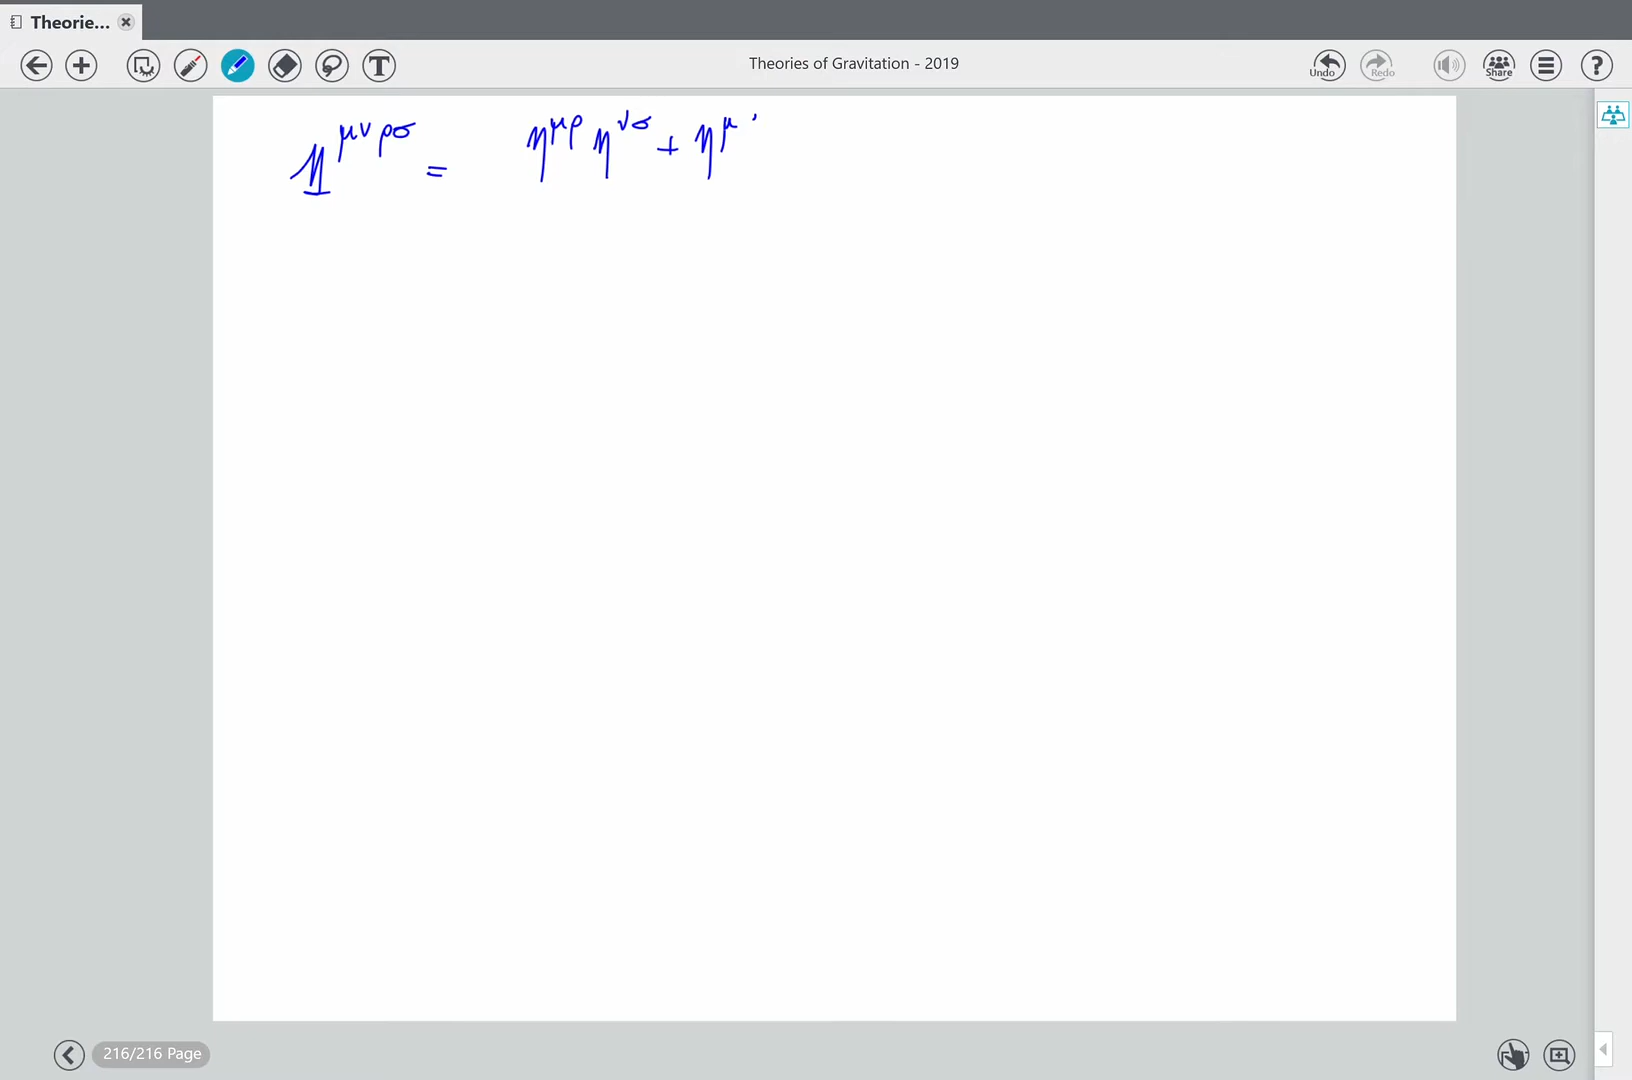 Theorie...
Theories of Gravitation - 2019
Undo
Redo
Share
𝟙^{μνρσ} = η^{μρ} η^{νσ} + η^{μ
216/216 Page